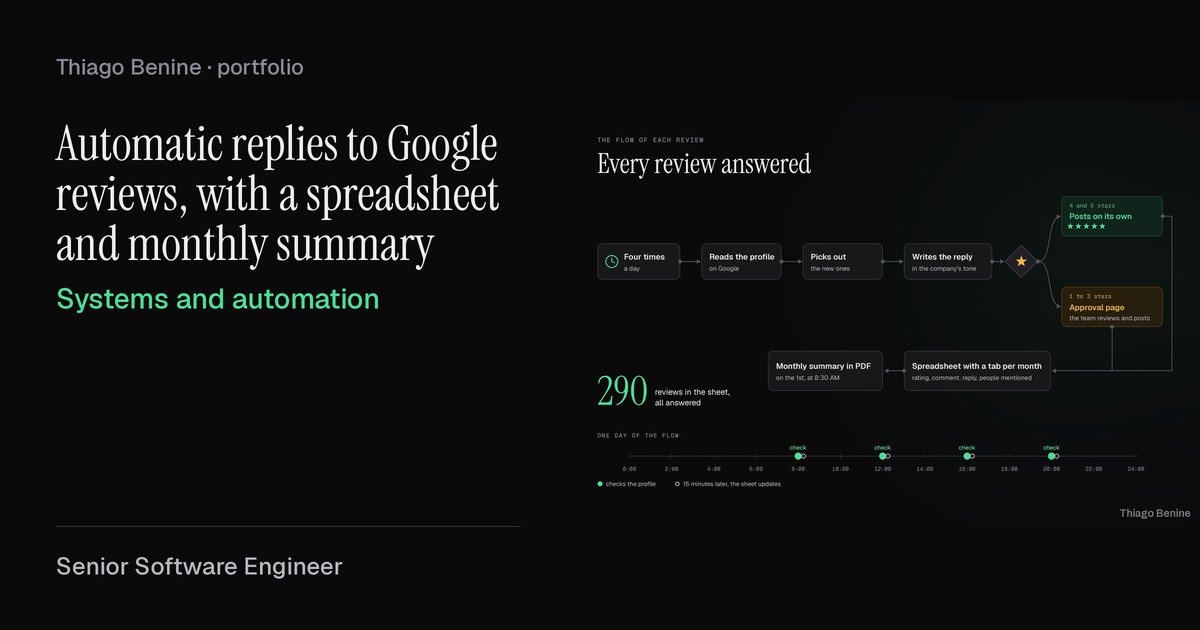 Thiago Benine · portfolio
Automatic replies to Google
reviews, with a spreadsheet
and monthly summary
Systems and automation
Senior Software Engineer
THE FLOW OF EACH REVIEW
Every review answered
Four times
a day
Reads the profile
on Google
Picks out
the new ones
Writes the reply
in the company's tone
4 and 5 stars
Posts on its own
★★★★★
1 to 3 stars
Approval page
the team reviews and posts
Monthly summary in PDF
on the 1st, at 8:30 AM
Spreadsheet with a tab per month
rating, comment, reply, people mentioned
290
reviews in the sheet,
all answered
ONE DAY OF THE FLOW
check check check check
0:00 2:00 4:00 6:00 8:00 10:00 12:00 14:00 16:00 18:00 20:00 22:00 24:00
checks the profile
15 minutes later, the sheet updates
Thiago Benine